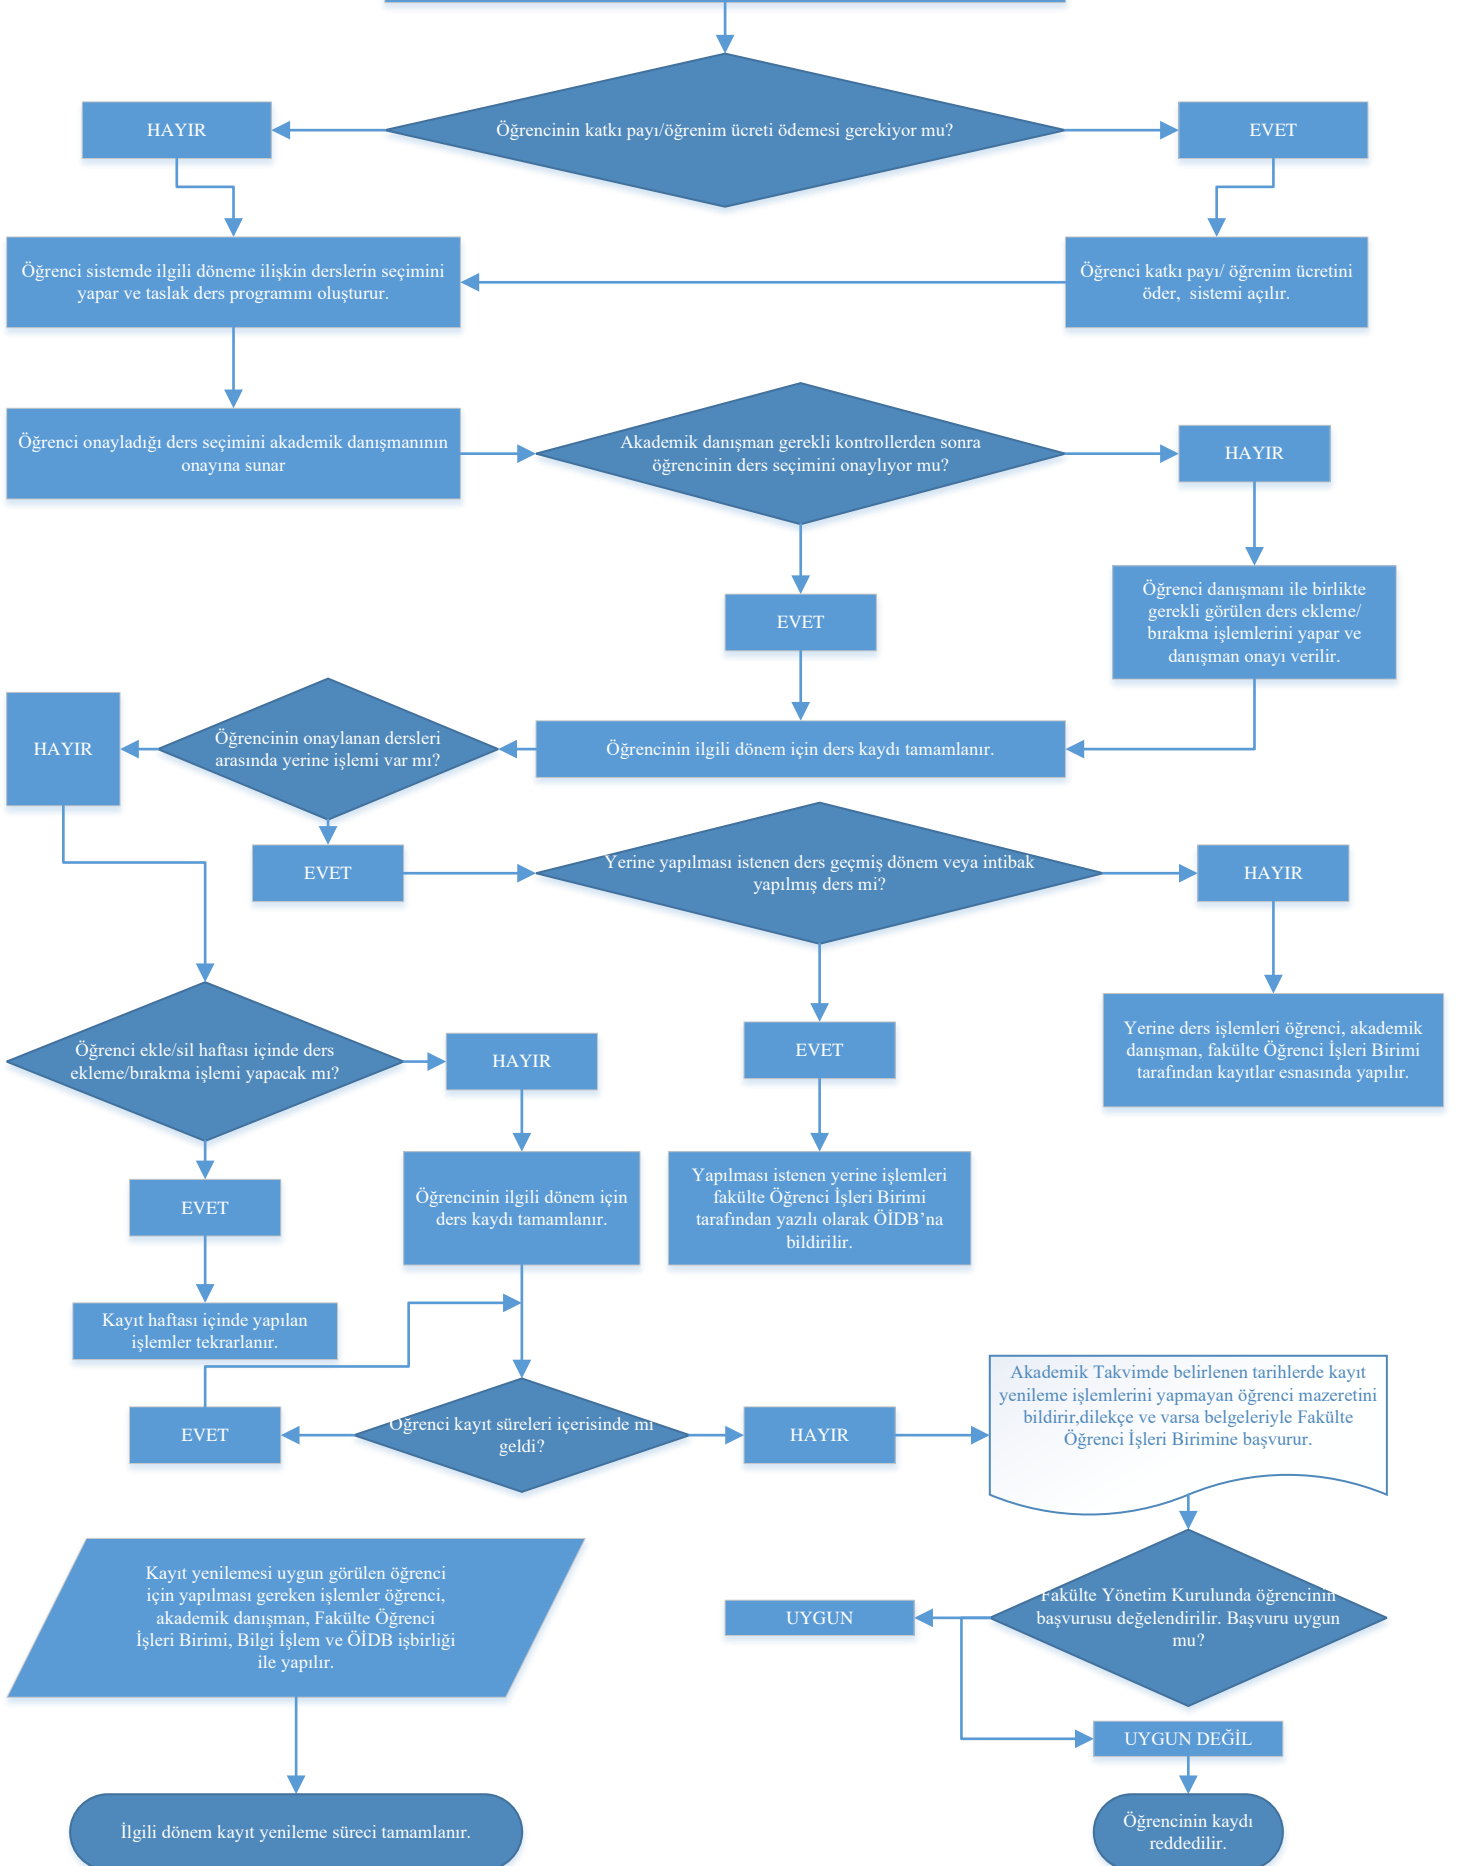 Öğrencinin katkı payı/öğrenim ücreti ödemesi gerekiyor mu?
HAYIR
EVET
Öğrenci sistemde ilgili döneme ilişkin derslerin seçimini
yapar ve taslak ders programını oluşturur.
Öğrenci katkı payı/ öğrenim ücretini
öder,  sistemi açılır.
Öğrenci onayladığı ders seçimini akademik danışmanının
onayına sunar
Akademik danışman gerekli kontrollerden sonra
öğrencinin ders seçimini onaylıyor mu?
HAYIR
EVET
Öğrenci danışmanı ile birlikte
gerekli görülen ders ekleme/
bırakma işlemlerini yapar ve
danışman onayı verilir.
Öğrencinin ilgili dönem için ders kaydı tamamlanır.
Öğrencinin onaylanan dersleri
arasında yerine işlemi var mı?
HAYIR
EVET
Yerine yapılması istenen ders geçmiş dönem veya intibak
yapılmış ders mi?
HAYIR
EVET
Yerine ders işlemleri öğrenci, akademik
danışman, fakülte Öğrenci İşleri Birimi
tarafından kayıtlar esnasında yapılır.
Öğrenci ekle/sil haftası içinde ders
ekleme/bırakma işlemi yapacak mı?
HAYIR
EVET
Öğrencinin ilgili dönem için
ders kaydı tamamlanır.
Yapılması istenen yerine işlemleri
fakülte Öğrenci İşleri Birimi
tarafından yazılı olarak ÖİDB’na
bildirilir.
Kayıt haftası içinde yapılan
işlemler tekrarlanır.
Öğrenci kayıt süreleri içerisinde mi
geldi?
EVET
HAYIR
Akademik Takvimde belirlenen tarihlerde kayıt
yenileme işlemlerini yapmayan öğrenci mazeretini
bildirir,dilekçe ve varsa belgeleriyle Fakülte
Öğrenci İşleri Birimine başvurur.
Kayıt yenilemesi uygun görülen öğrenci
için yapılması gereken işlemler öğrenci,
akademik danışman, Fakülte Öğrenci
İşleri Birimi, Bilgi İşlem ve ÖİDB işbirliği
ile yapılır.
UYGUN
Fakülte Yönetim Kurulunda öğrencinin
başvurusu değelendirilir. Başvuru uygun
mu?
UYGUN DEĞİL
İlgili dönem kayıt yenileme süreci tamamlanır.
Öğrencinin kaydı
reddedilir.